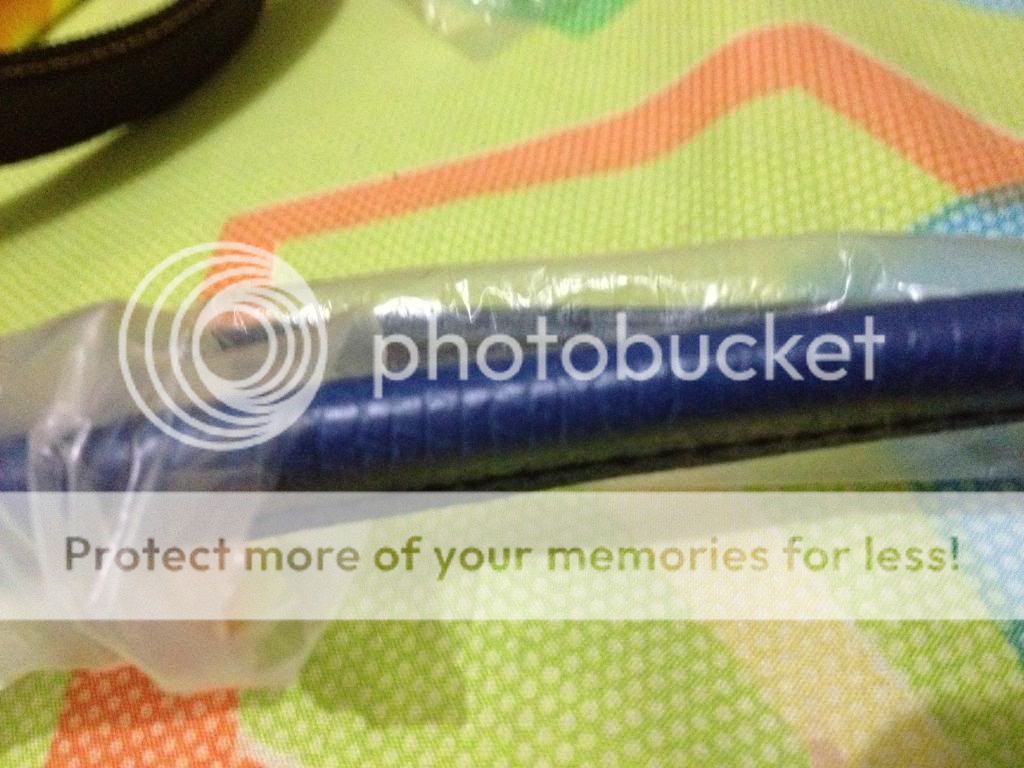 photobucket
Protect more of your memories for less!